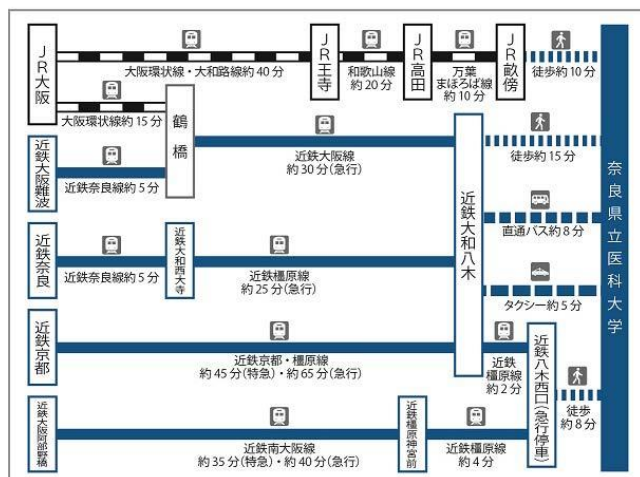 JR大阪
大阪環状線・大和路線約40分
JR王寺
和歌山線
約20分
JR高田
万葉
まほろば線
約10分
JR畝傍
徒歩約10分
大阪環状線約15分
鶴橋
近鉄大阪難波
近鉄奈良線約5分
近鉄大阪線
約30分(急行)
近鉄大和八木
徒歩約15分
直通バス約8分
タクシー約5分
奈良県立医科大学
近鉄奈良
近鉄奈良線約5分
近鉄大和西大寺
近鉄橿原線
約25分(急行)
近鉄京都
近鉄京都・橿原線
約45分(特急)・約65分(急行)
近鉄
橿原線
約2分
近鉄八木西口(急行停車)
徒歩
約8分
近鉄大阪阿部野橋
近鉄南大阪線
約35分(特急)・約40分(急行)
近鉄橿原神宮前
近鉄橿原線
約4分